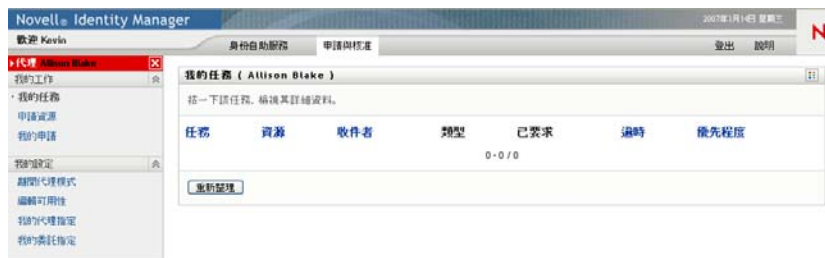 Novell® Identity Manager
2007年1月14日 星期三
N
歡迎 Kevin
身份自助服務
申請與核准
登出
說明
代理 Allison Blake
我的工作
我的任務
申請資源
我的申請
我的設定
離開代理模式
編輯可用性
我的代理指定
我的委託指定
我的任務 ( Allison Blake )
按一下該任務, 檢視其詳細資料。
任務 資源 收件者 類型 已要求 逾時 優先程度
0 - 0 / 0
重新整理